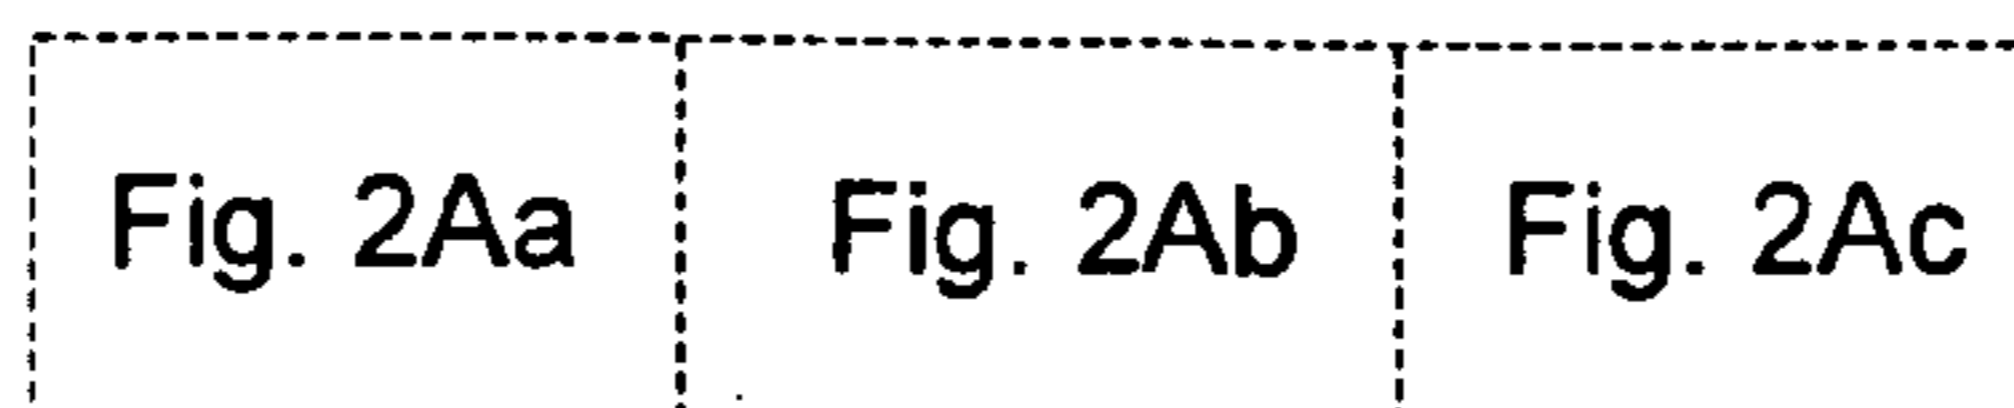 Fig. 2Aa Fig. 2Ab Fig. 2Ac